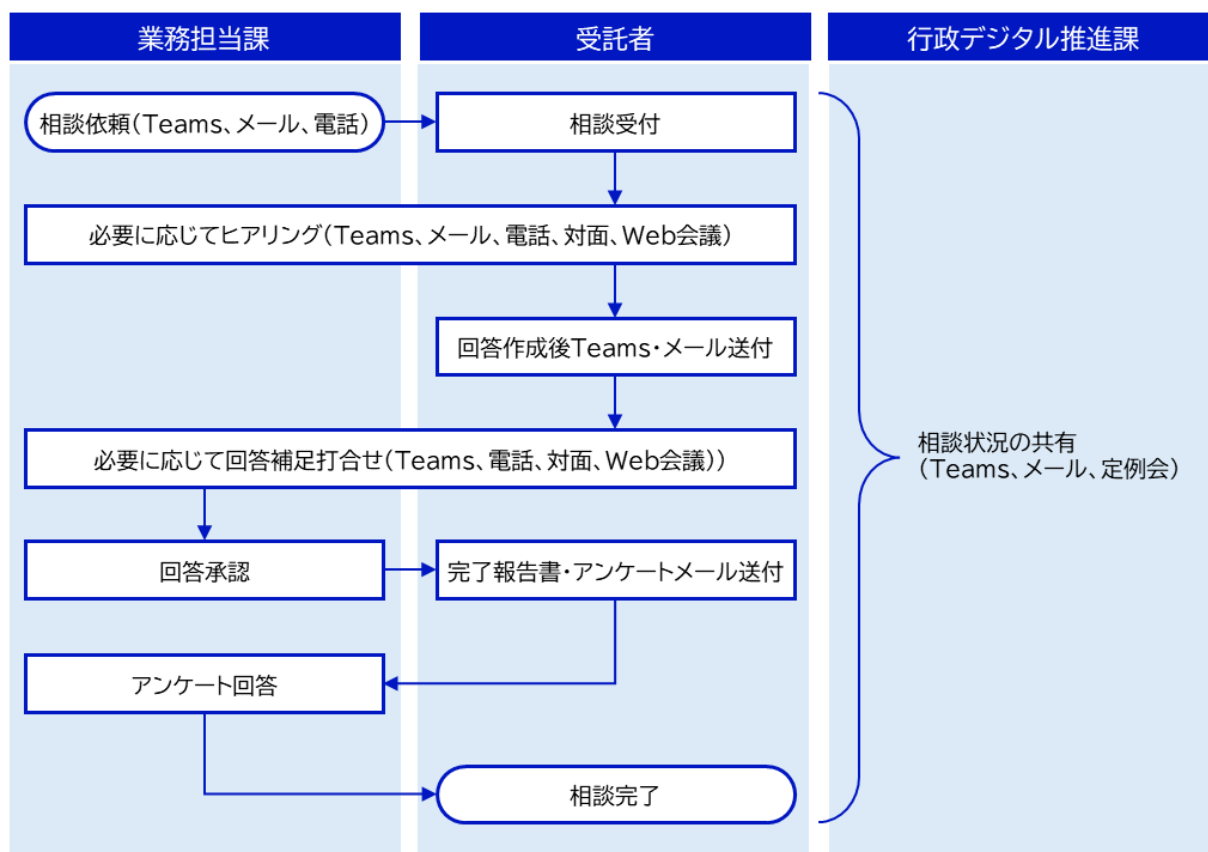 業務担当課
受託者
行政デジタル推進課
相談依頼(Teams、メール、電話)
相談受付
必要に応じてヒアリング(Teams、メール、電話、対面、Web会議)
回答作成後Teams・メール送付
必要に応じて回答補足打合せ(Teams、電話、対面、Web会議))
回答承認
完了報告書・アンケートメール送付
アンケート回答
相談完了
相談状況の共有
(Teams、メール、定例会)